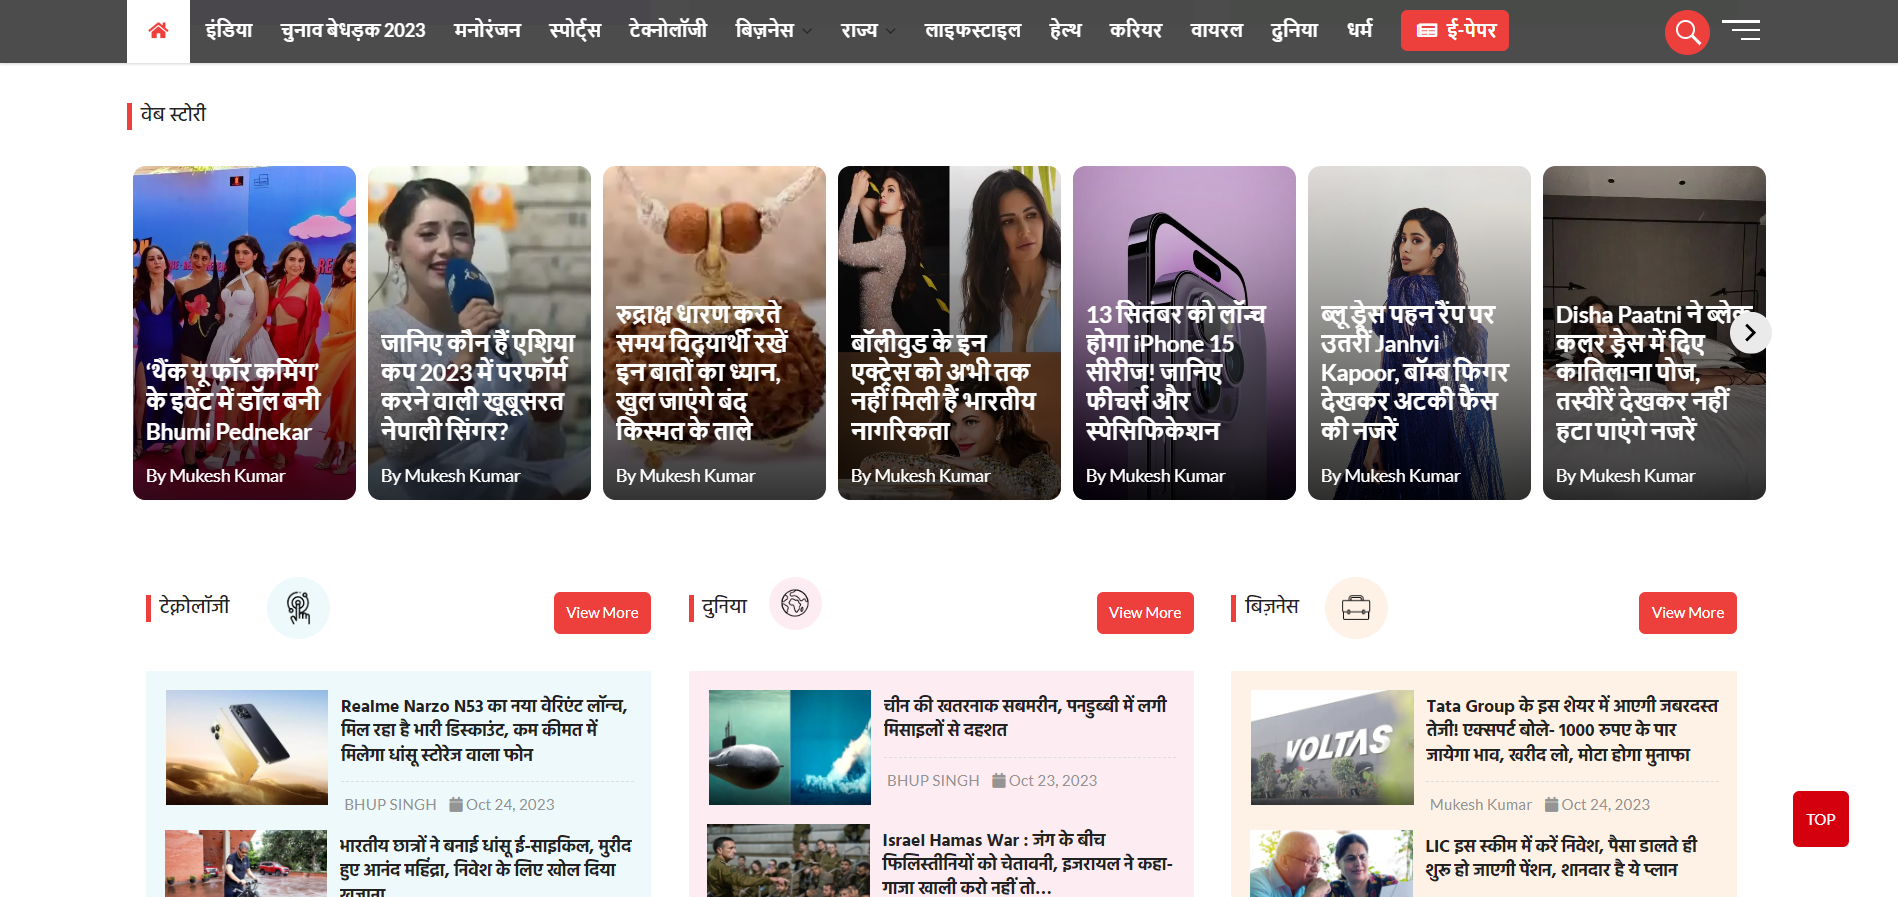 इंडिया चुनाव बेधड़क 2023 मनोरंजन स्पोर्ट्स टेक्नोलॉजी बिज़नेस राज्य लाइफस्टाइल हेल्थ करियर वायरल दुनिया धर्म ई-पेपर
वेब स्टोरी
‘थैंक यू फॉर कमिंग’
के इवेंट में डॉल बनी
Bhumi Pednekar
By Mukesh Kumar
जानिए कौन हैं एशिया
कप 2023 में परफॉर्म
करने वाली खूबूसरत
नेपाली सिंगर?
By Mukesh Kumar
रुद्राक्ष धारण करते
समय विद्यार्थी रखें
इन बातों का ध्यान,
खुल जाएंगे बंद
किस्मत के ताले
By Mukesh Kumar
बॉलीवुड के इन
एक्ट्रेस को अभी तक
नहीं मिली हैं भारतीय
नागरिकता
By Mukesh Kumar
13 सितंबर को लॉन्च
होगा iPhone 15
सीरीज! जानिए
फीचर्स और
स्पेसिफिकेशन
By Mukesh Kumar
ब्लू ड्रेस पहन रैंप पर
उतरीं Janhvi
Kapoor, बॉम्ब फिगर
देखकर अटकी फैंस
की नजरें
By Mukesh Kumar
Disha Paatni ने ब्लेक
कलर ड्रेस में दिए
कातिलाना पोज,
तस्वीरें देखकर नहीं
हटा पाएंगे नजरें
By Mukesh Kumar
टेक्नोलॉजी
View More
Realme Narzo N53 का नया वेरिएंट लॉन्च,
मिल रहा है भारी डिस्काउंट, कम कीमत में
मिलेगा धांसू स्टोरेज वाला फोन
BHUP SINGH Oct 24, 2023
भारतीय छात्रों ने बनाई धांसू ई-साइकिल, मुरीद
हुए आनंद महिंद्रा, निवेश के लिए खोल दिया
खजाना
दुनिया
View More
चीन की खतरनाक सबमरीन, पनडुब्बी में लगी
मिसाइलों से दहशत
BHUP SINGH Oct 23, 2023
Israel Hamas War : जंग के बीच
फिलिस्तीनियों को चेतावनी, इजरायल ने कहा-
गाजा खाली करो नहीं तो…
बिज़नेस
View More
VOLTAS
Tata Group के इस शेयर में आएगी जबरदस्त
तेजी! एक्सपर्ट बोले- 1000 रुपए के पार
जायेगा भाव, खरीद लो, मोटा होगा मुनाफा
Mukesh Kumar Oct 24, 2023
LIC इस स्कीम में करें निवेश, पैसा डालते ही
शुरू हो जाएगी पेंशन, शानदार है ये प्लान
TOP